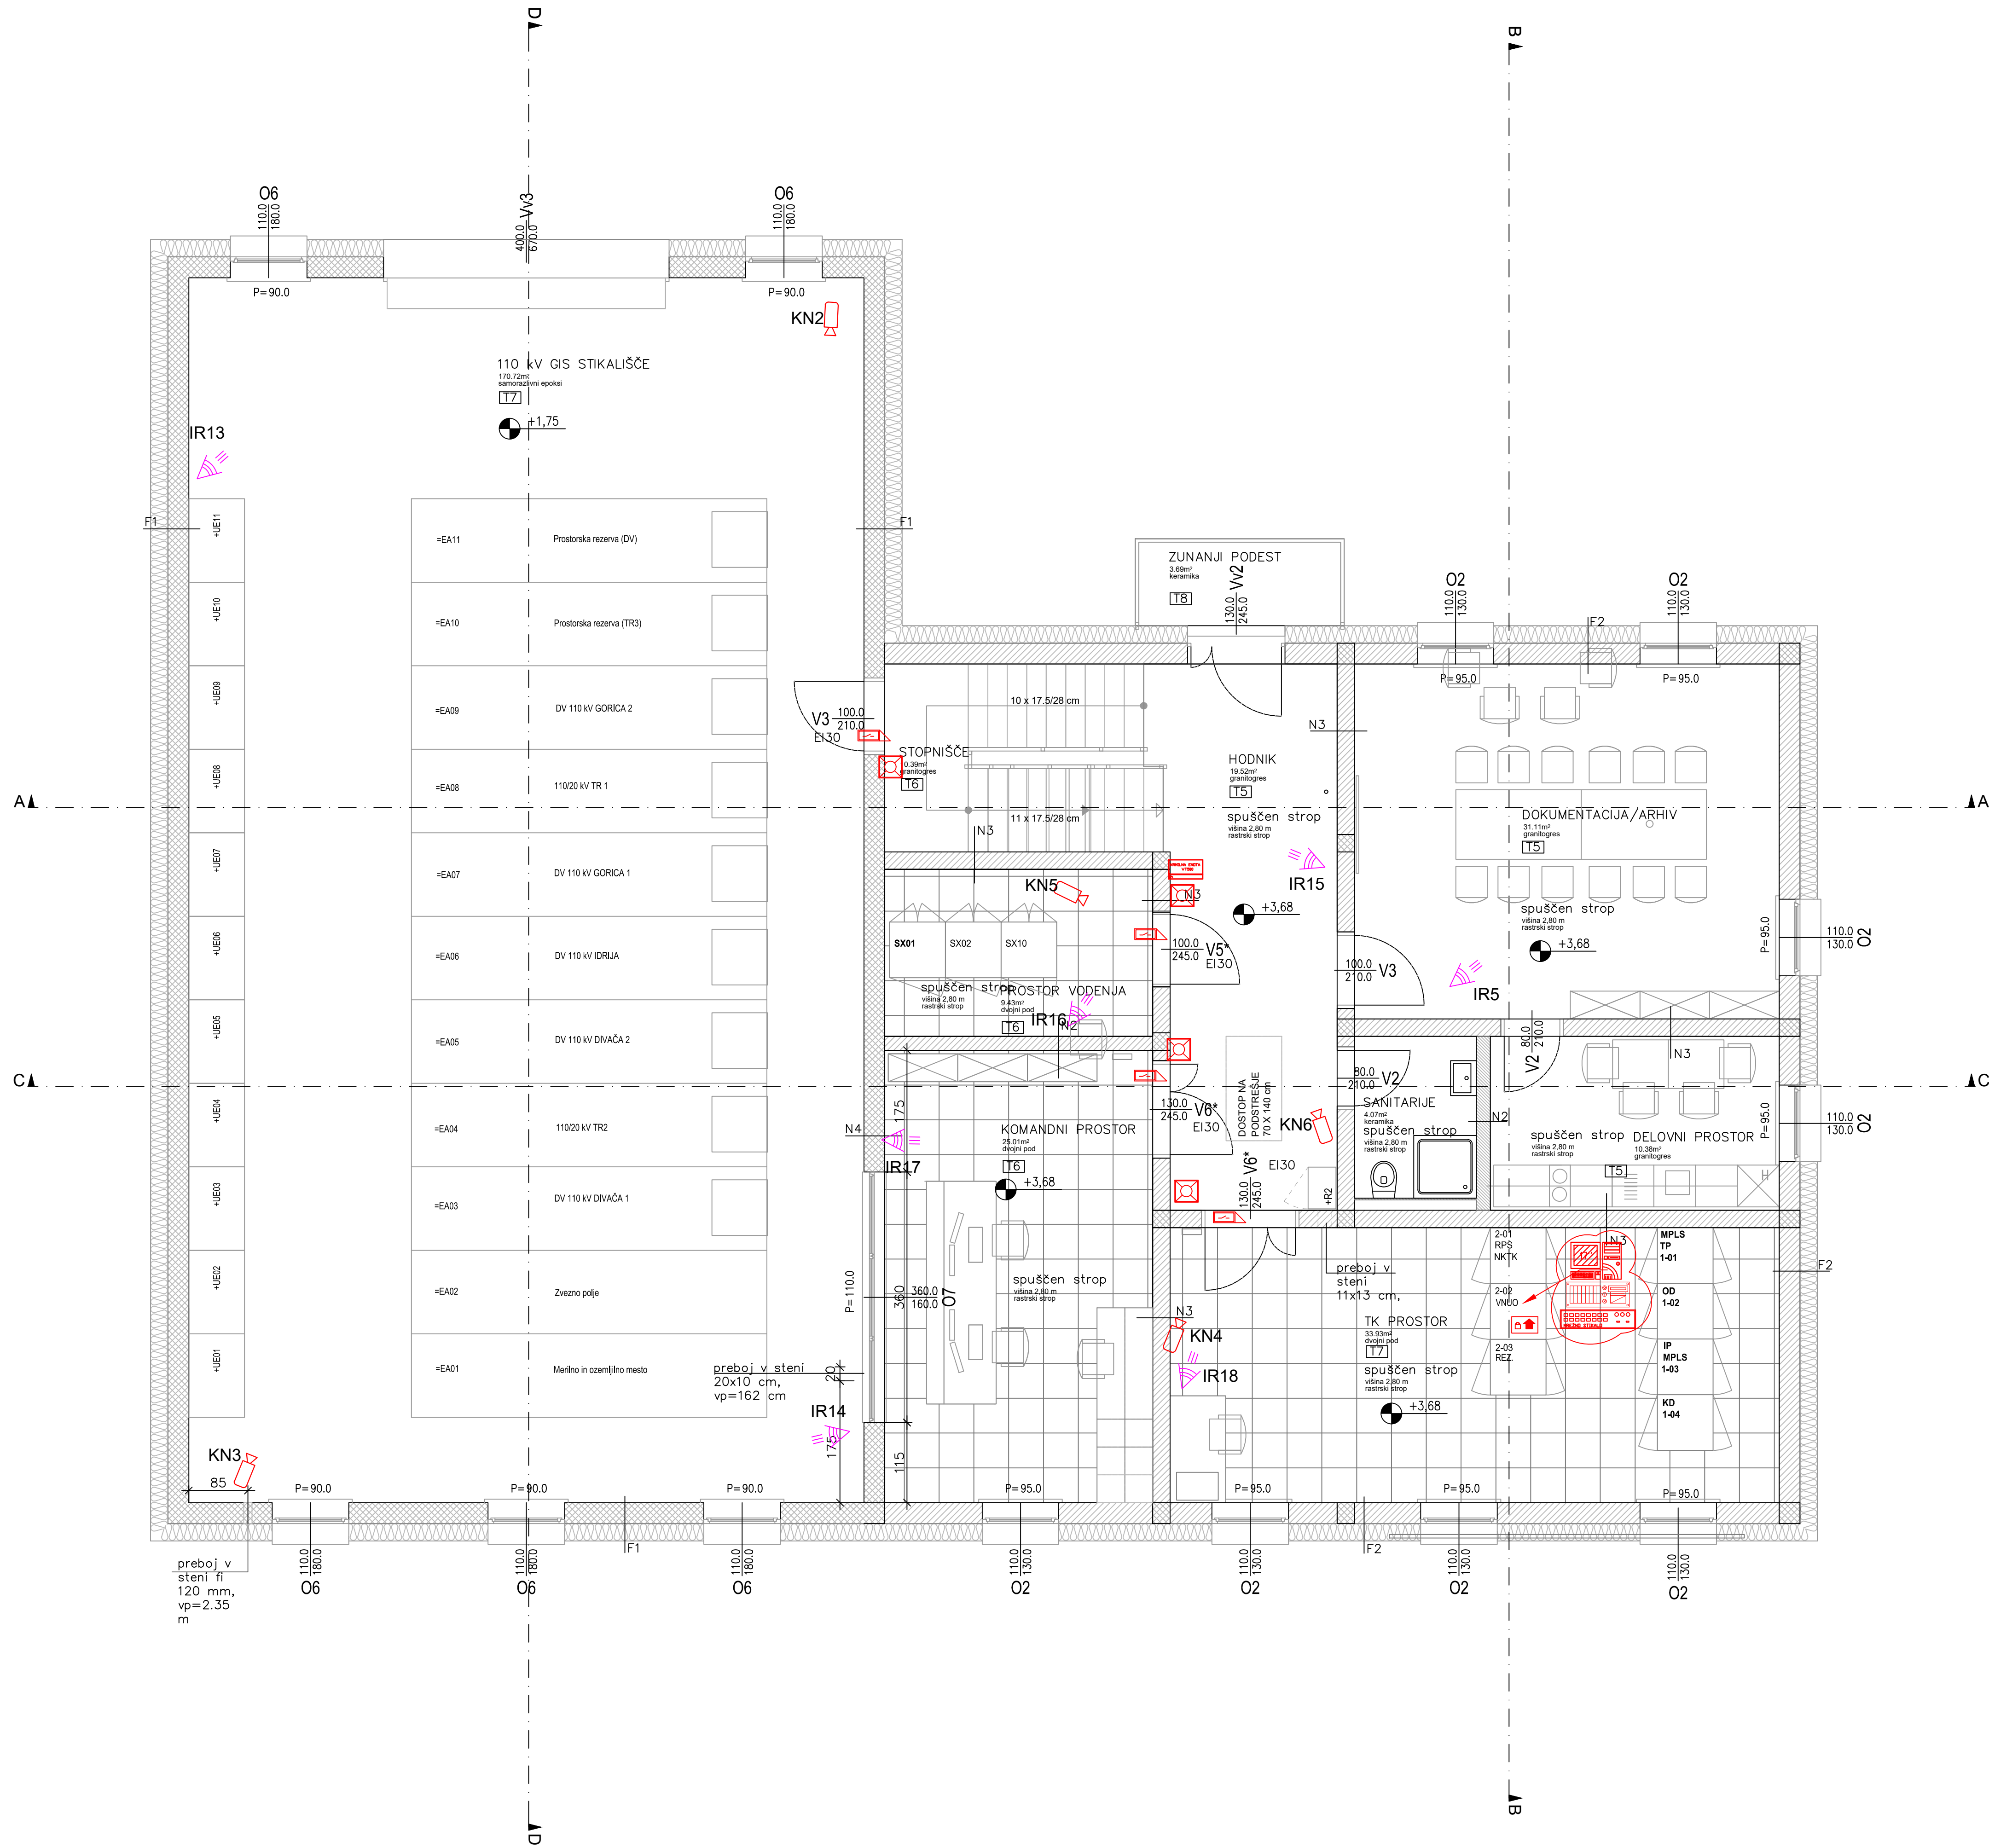 D
B
O6
110.0
180.0
400.0
Vv3
670.0
O6
110.0
180.0
P=90.0
P=90.0
KN2
110 kV GIS STIKALIŠČE
170.72m²
samorazlivni epoksi
T7
+1,75
IR13
F1
F1
+UE11
=EA11
Prostorska rezerva (DV)
+UE10
=EA10
Prostorska rezerva (TR3)
+UE09
=EA09
DV 110 kV GORICA 2
+UE08
=EA08
110/20 kV TR 1
+UE07
=EA07
DV 110 kV GORICA 1
+UE06
=EA06
DV 110 kV IDRIJA
+UE05
=EA05
DV 110 kV DIVAČA 2
+UE04
=EA04
110/20 kV TR2
+UE03
=EA03
DV 110 kV DIVAČA 1
+UE02
=EA02
Zvezno polje
+UE01
=EA01
Merilno in ozemljilno mesto
ZUNANJI PODEST
3.69m²
keramika
T8
130.0
Vv2
245.0
O2
110.0
130.0
O2
110.0
130.0
F2
P=95.0
P=95.0
V3
100.0
210.0
EI30
10 x 17.5/28 cm
STOPNIŠČE
0.39m²
granitogres
T6
11 x 17.5/28 cm
N3
N3
HODNIK
19.52m²
granitogres
T5
spuščen strop
višina 2,80 m
rastrski strop
A
A
DOKUMENTACIJA/ARHIV
31.11m²
granitogres
T5
spuščen strop
višina 2,80 m
rastrski strop
+3,68
IR15
+3,68
N3
KN5
SX01
SX02
SX10
100.0
V5*
245.0
EI30
100.0
V3
210.0
IR5
P=95.0
110.0
130.0
O2
spuščen strop
višina 2,80 m
rastrski strop
PROSTOR VODENJA
9.43m²
dvojni pod
T6
IR16
N2
V2
80.0
210.0
N3
C
C
175
N4
IR17
KOMANDNI PROSTOR
25.01m²
dvojni pod
T6
+3,68
130.0
V6*
245.0
EI30
DOSTOP NA
PODSTREŠJE
70 X 140 cm
KN6
80.0
V2
210.0
SANITARIJE
4.07m²
keramika
spuščen strop
višina 2,80 m
rastrski strop
N2
spuščen strop
višina 2,80 m
rastrski strop
DELOVNI PROSTOR
10.38m²
granitogres
T5
P=95.0
110.0
130.0
O2
130.0
V6*
245.0
EI30
+R2
P=110.0
360
360.0
160.0
O7
spuščen strop
višina 2,80 m
rastrski strop
preboj v
steni
11x13 cm,
N3
KN4
IR18
TK PROSTOR
33.93m²
dvojni pod
T7
spuščen strop
višina 2,80 m
rastrski strop
+3,68
2-01
RPS
NKTK
2-02
VNUO
2-03
REZ.
N3
MPLS
TP
1-01
OD
1-02
IP
MPLS
1-03
KD
1-04
F2
preboj v steni
20x10 cm,
vp=162 cm
20
IR14
175
115
KN3
85
P=90.0
P=90.0
P=90.0
P=95.0
P=95.0
P=95.0
P=95.0
preboj v
steni fi
120 mm,
vp=2.35
m
110.0
180.0
O6
110.0
180.0
O6
F1
110.0
180.0
O6
110.0
130.0
O2
110.0
130.0
O2
F2
110.0
130.0
O2
110.0
130.0
O2
B
D